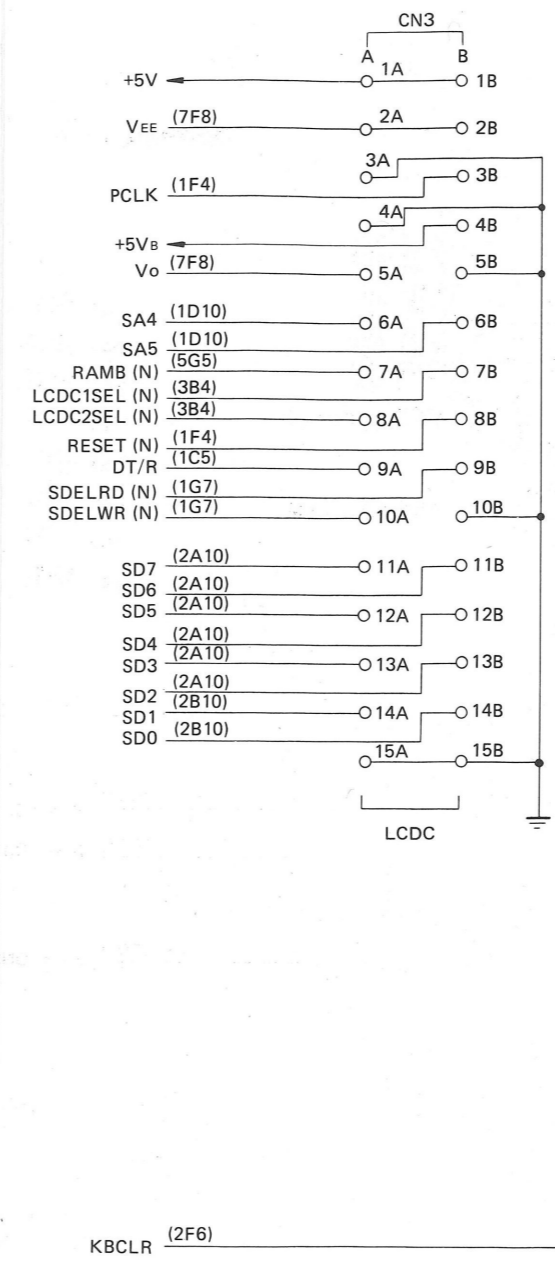 CN3
A B
+5V 1A 1B
VEE (7F8) 2A 2B
3A
PCLK (1F4) 3B
4A
+5VB 4B
Vo (7F8) 5A 5B
SA4 (1D10) 6A 6B
SA5 (1D10)
RAMB (N) (5G5) 7A 7B
LCDC1SEL (N) (3B4)
LCDC2SEL (N) (3B4) 8A 8B
RESET (N) (1F4)
DT/R (1C5) 9A 9B
SDELRD (N) (1G7)
SDELWR (N) (1G7) 10A 10B
SD7 (2A10) 11A 11B
SD6 (2A10)
SD5 (2A10) 12A 12B
SD4 (2A10)
SD3 (2A10) 13A 13B
SD2 (2A10)
SD1 (2B10) 14A 14B
SD0 (2B10)
15A 15B
LCDC
KBCLR (2F6)